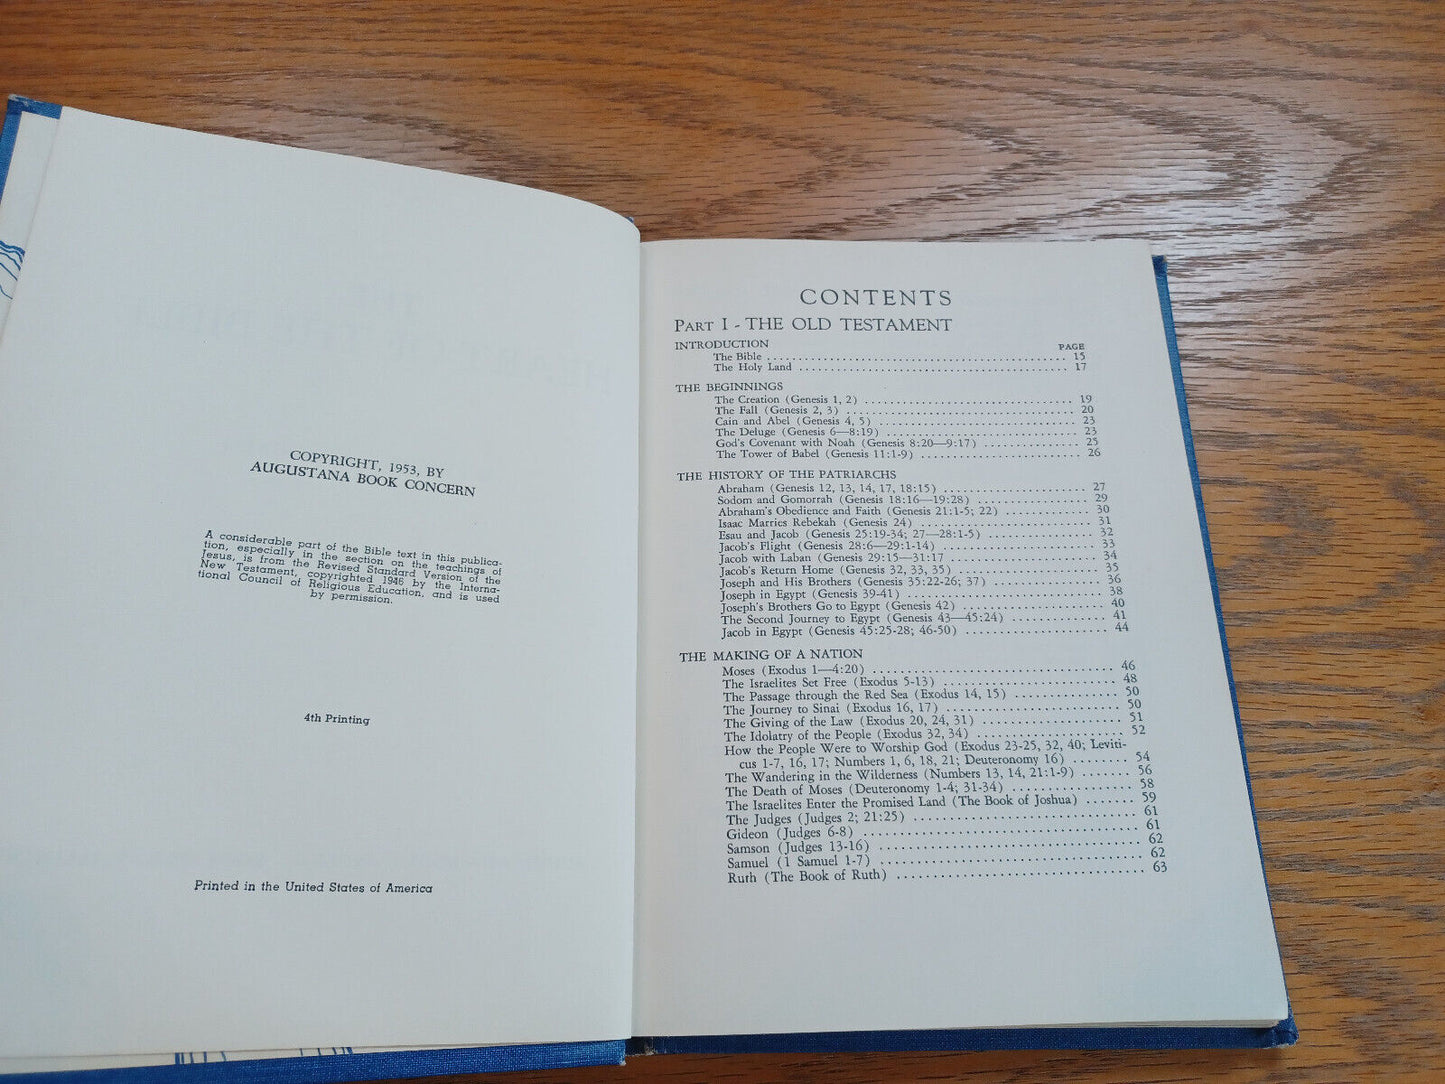 COPYRIGHT, 1953, BY
AUGUSTANA BOOK CONCERN
A considerable part of the Bible text in this publica-
tion, especially in the section on the teachings of
Jesus, is from the Revised Standard Version of the
New Testament, copyrighted 1946 by the Interna-
tional Council of Religious Education, and is used
by permission.
4th Printing
Printed in the United States of America
CONTENTS
PART I - THE OLD TESTAMENT
INTRODUCTION PAGE
The Bible 15
The Holy Land 17
THE BEGINNINGS
The Creation (Genesis 1, 2) 19
The Fall (Genesis 2, 3) 20
Cain and Abel (Genesis 4, 5) 23
The Deluge (Genesis 6—8:19) 23
God's Covenant with Noah (Genesis 8:20—9:17) 25
The Tower of Babel (Genesis 11:1-9) 26
THE HISTORY OF THE PATRIARCHS
Abraham (Genesis 12, 13, 14, 17, 18:15) 27
Sodom and Gomorrah (Genesis 18:16—19:28) 29
Abraham's Obedience and Faith (Genesis 21:1-5; 22) 30
Isaac Marries Rebekah (Genesis 24) 31
Esau and Jacob (Genesis 25:19-34; 27—28:1-5) 32
Jacob's Flight (Genesis 28:6—29:1-14) 33
Jacob with Laban (Genesis 29:15—31:17 34
Jacob's Return Home (Genesis 32, 33, 35) 35
Joseph and His Brothers (Genesis 35:22-26; 37) 36
Joseph in Egypt (Genesis 39-41) 38
Joseph's Brothers Go to Egypt (Genesis 42) 40
The Second Journey to Egypt (Genesis 43—45:24) 41
Jacob in Egypt (Genesis 45:25-28; 46-50) 44
THE MAKING OF A NATION
Moses (Exodus 1—4:20) 46
The Israelites Set Free (Exodus 5-13) 48
The Passage through the Red Sea (Exodus 14, 15) 50
The Journey to Sinai (Exodus 16, 17) 50
The Giving of the Law (Exodus 20, 24, 31) 51
The Idolatry of the People (Exodus 32, 34) 52
How the People Were to Worship God (Exodus 23-25, 32, 40; Leviti-
cus 1-7, 16, 17; Numbers 1, 6, 18, 21; Deuteronomy 16) 54
The Wandering in the Wilderness (Numbers 13, 14, 21:1-9) 56
The Death of Moses (Deuteronomy 1-4; 31-34) 58
The Israelites Enter the Promised Land (The Book of Joshua) 59
The Judges (Judges 2; 21:25) 61
Gideon (Judges 6-8) 61
Samson (Judges 13-16) 62
Samuel (1 Samuel 1-7) 62
Ruth (The Book of Ruth) 63